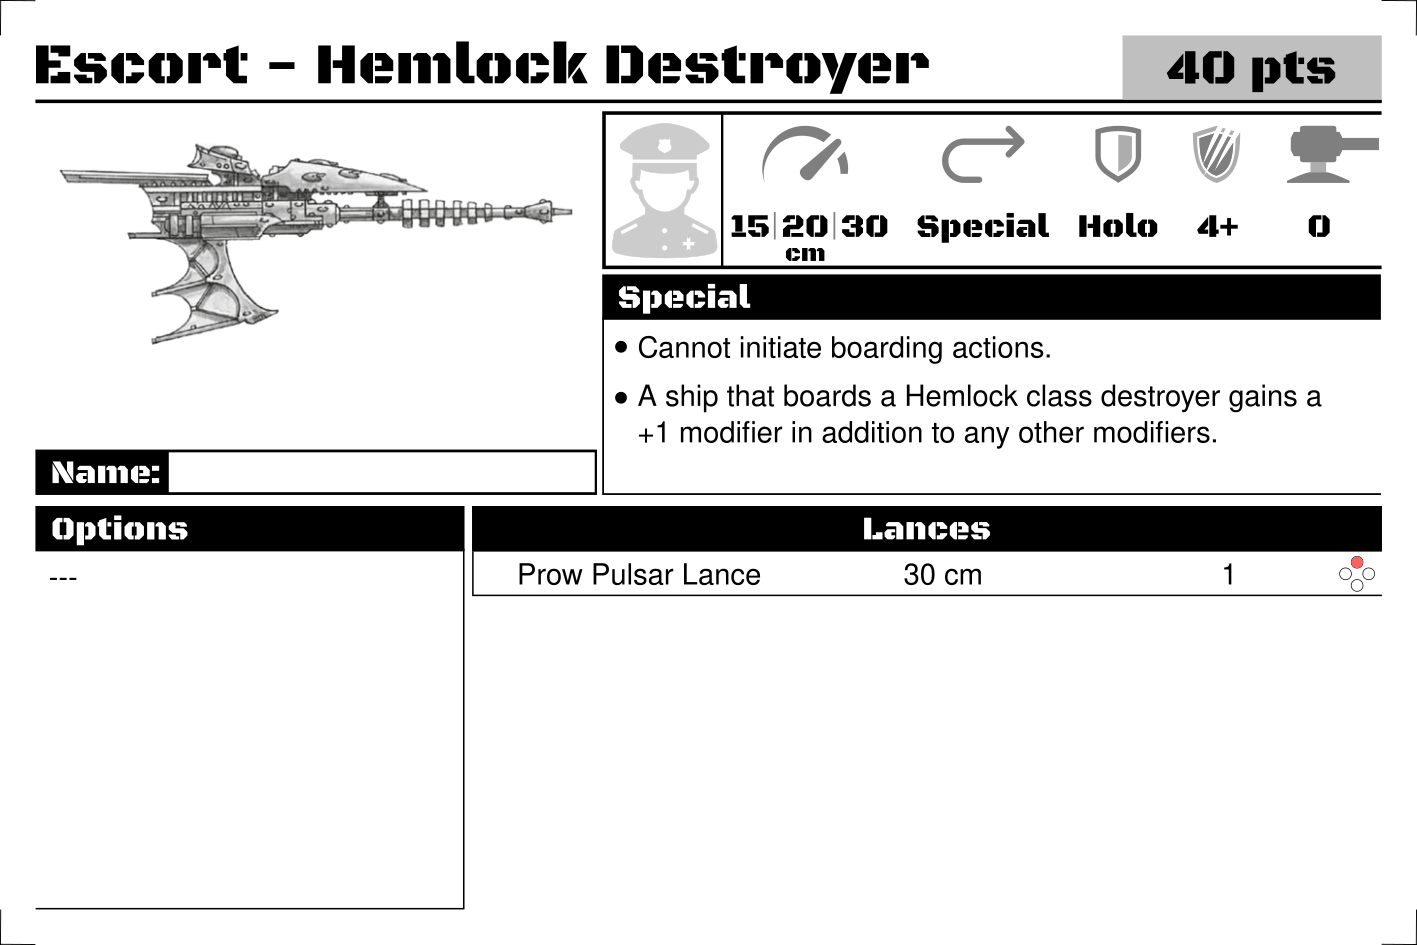 Escort - Hemlock Destroyer
40 pts
15|20|30
cm
Special
Holo
4+
0
Special
• Cannot initiate boarding actions.
• A ship that boards a Hemlock class destroyer gains a
+1 modifier in addition to any other modifiers.
Name:
Options
---
Lances
Prow Pulsar Lance 30 cm 1